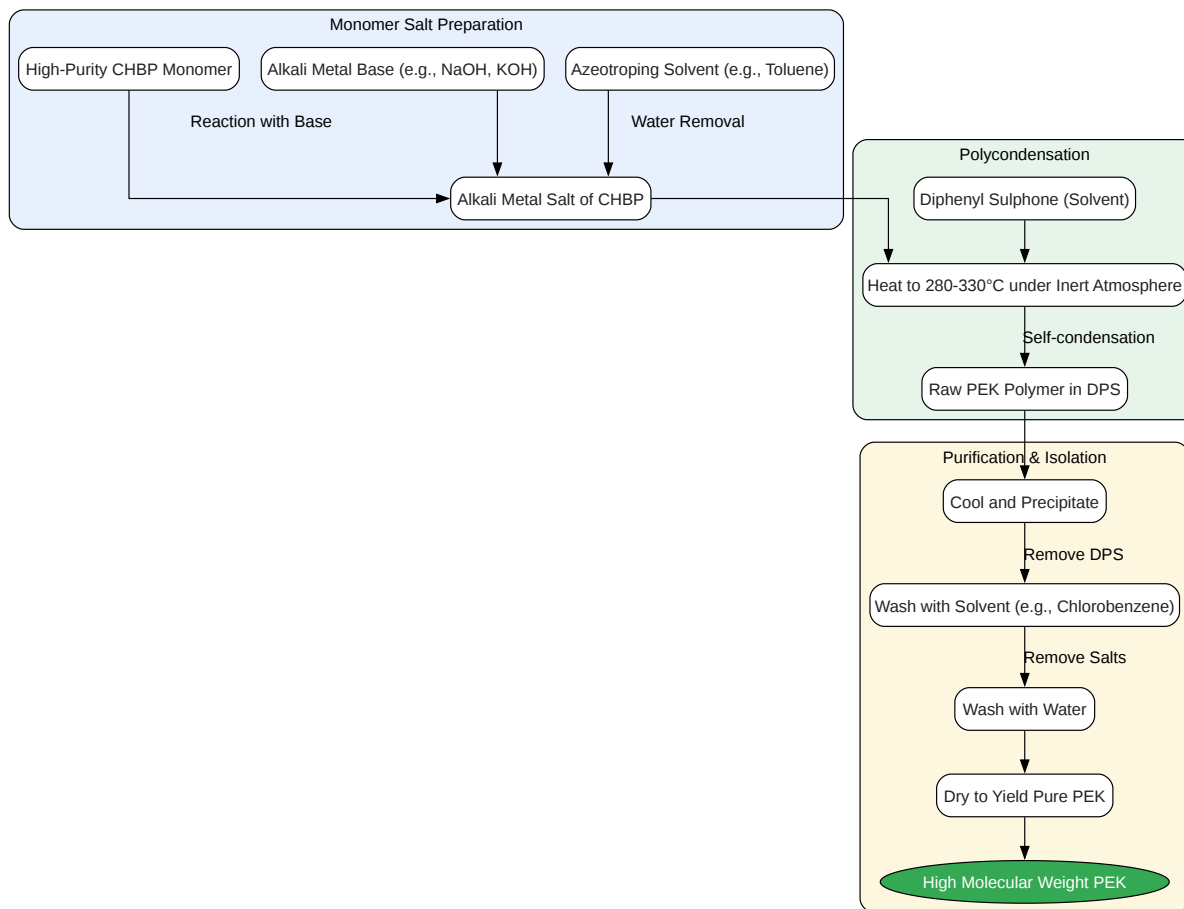 Monomer Salt Preparation
High-Purity CHBP Monomer
Alkali Metal Base (e.g., NaOH, KOH)
Azeotroping Solvent (e.g., Toluene)
Reaction with Base
Water Removal
Alkali Metal Salt of CHBP
Polycondensation
Diphenyl Sulphone (Solvent)
Heat to 280-330°C under Inert Atmosphere
Self-condensation
Raw PEK Polymer in DPS
Purification & Isolation
Cool and Precipitate
Remove DPS
Wash with Solvent (e.g., Chlorobenzene)
Remove Salts
Wash with Water
Dry to Yield Pure PEK
High Molecular Weight PEK